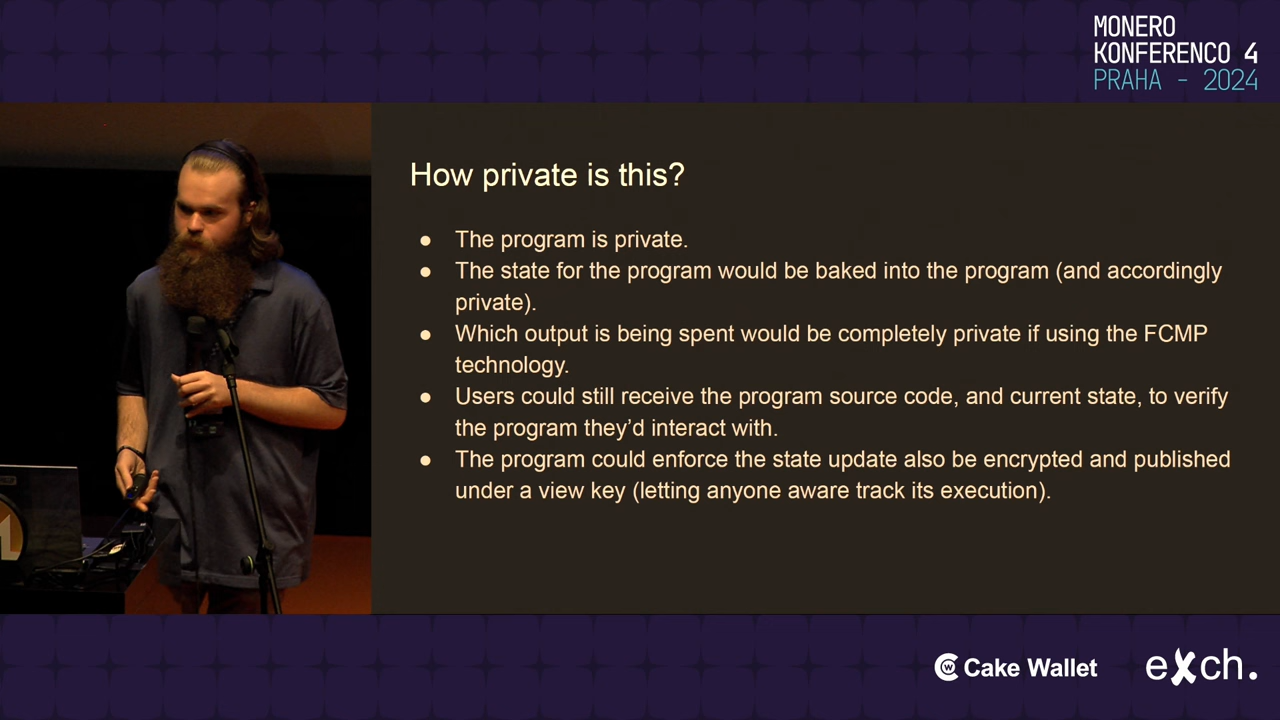 MONERO
KONFERENCO 4
PRAHA - 2024
How private is this?
● The program is private.
● The state for the program would be baked into the program (and accordingly
private).
● Which output is being spent would be completely private if using the FCMP
technology.
● Users could still receive the program source code, and current state, to verify
the program they’d interact with.
● The program could enforce the state update also be encrypted and published
under a view key (letting anyone aware track its execution).
Cake Wallet
eXch.